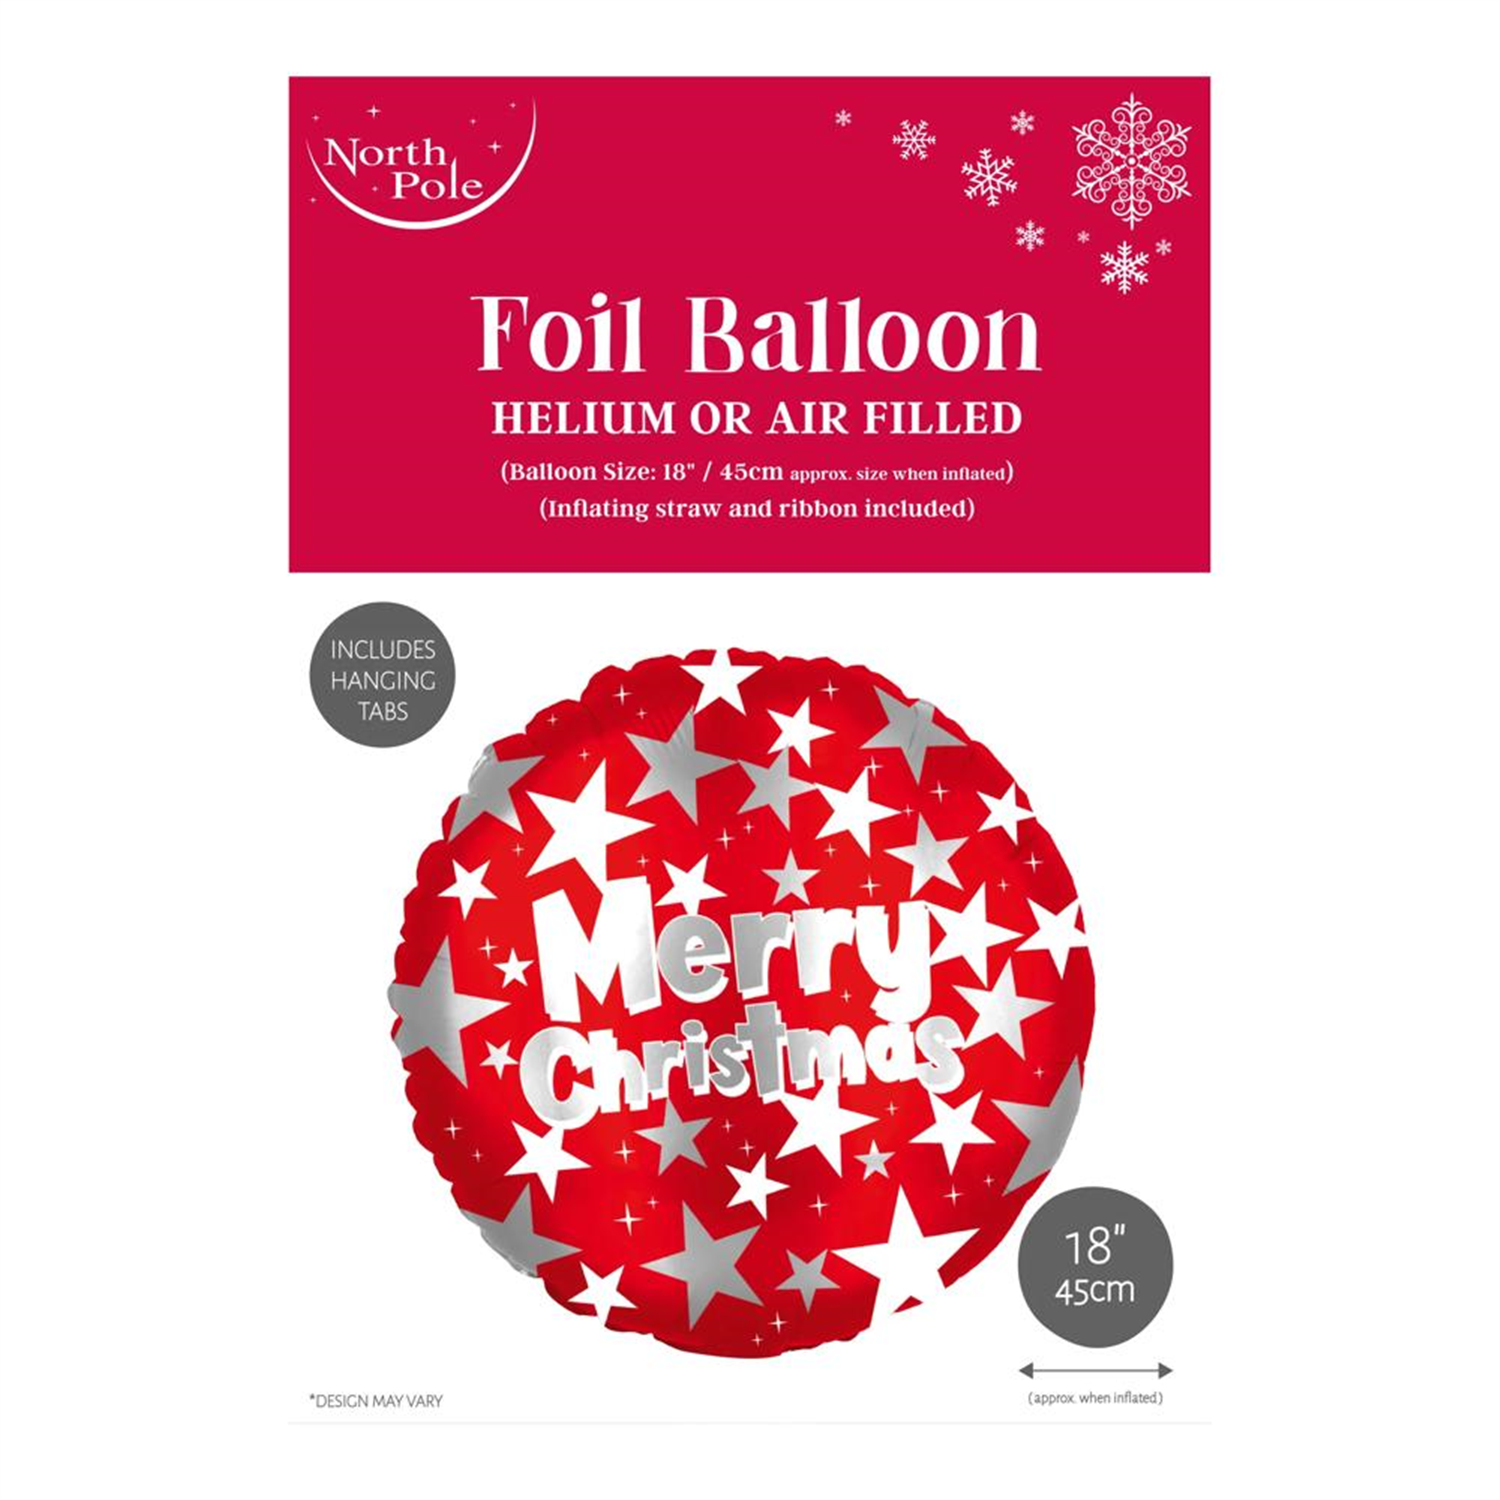 North
Pole
Foil Balloon
HELIUM OR AIR FILLED
(Balloon Size: 18" / 45cm approx. size when inflated)
(Inflating straw and ribbon included)
INCLUDES
HANGING
TABS
Merry
Christmas
18"
45cm
(approx. when inflated)
*DESIGN MAY VARY